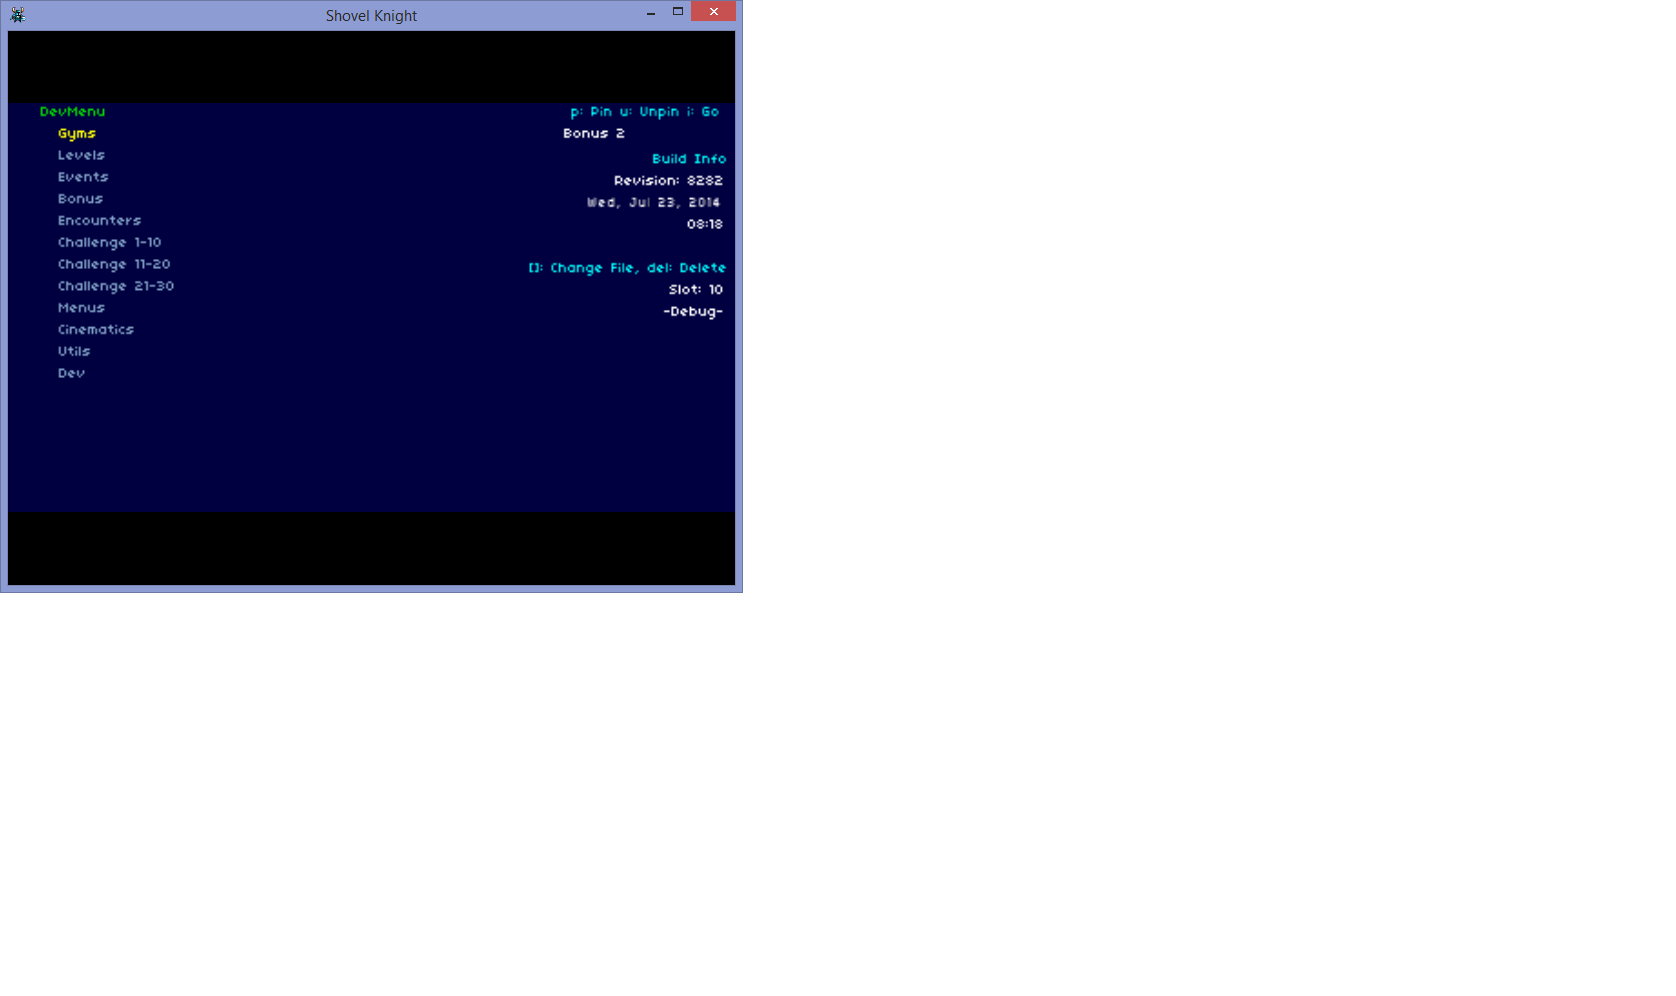 Shovel Knight
DevMenu
Gyms
Levels
Events
Bonus
Encounters
Challenge 1-10
Challenge 11-20
Challenge 21-30
Menus
Cinematics
Utils
Dev
p: Pin u: Unpin i: Go
Bonus 2
Build Info
Revision: 8282
Wed, Jul 23, 2014
08:18
[]: Change File, del: Delete
Slot: 10
-Debug-